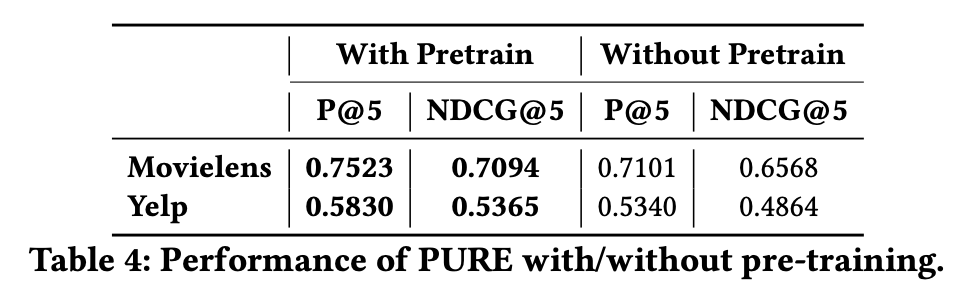 With Pretrain Without Pretrain
P@5 NDCG@5 P@5 NDCG@5
Movielens 0.7523 0.7094 0.7101 0.6568
Yelp 0.5830 0.5365 0.5340 0.4864
Table 4: Performance of PURE with/without pre-training.